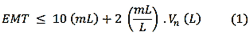 EMT ≤ 10 (mL) + 2 (mL/L) . Vn (L) (1)